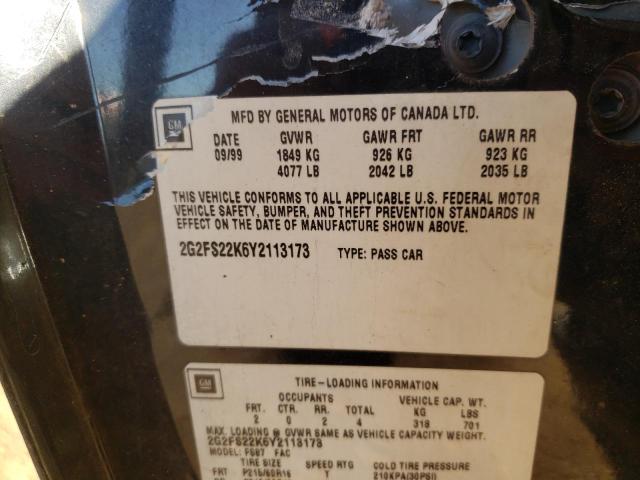 GM
MFD BY GENERAL MOTORS OF CANADA LTD.
DATE GVWR GAWR FRT GAWR RR
09/99 1849 KG 926 KG 923 KG
4077 LB 2042 LB 2035 LB
THIS VEHICLE CONFORMS TO ALL APPLICABLE U.S. FEDERAL MOTOR
VEHICLE SAFETY, BUMPER, AND THEFT PREVENTION STANDARDS IN
EFFECT ON THE DATE OF MANUFACTURE SHOWN ABOVE.
2G2FS22K6Y2113173 TYPE: PASS CAR
GM
TIRE-LOADING INFORMATION
OCCUPANTS VEHICLE CAP. WT.
FRT. CTR. RR. TOTAL KG LBS
2 0 2 4 318 701
MAX. LOADING @ GVWR SAME AS VEHICLE CAPACITY WEIGHT.
2G2FS22K6Y2113173
MODEL: FS87 FAC
TIRE SIZE SPEED RTG COLD TIRE PRESSURE
FRT P215/60R16 T 210KPA(30PSI)